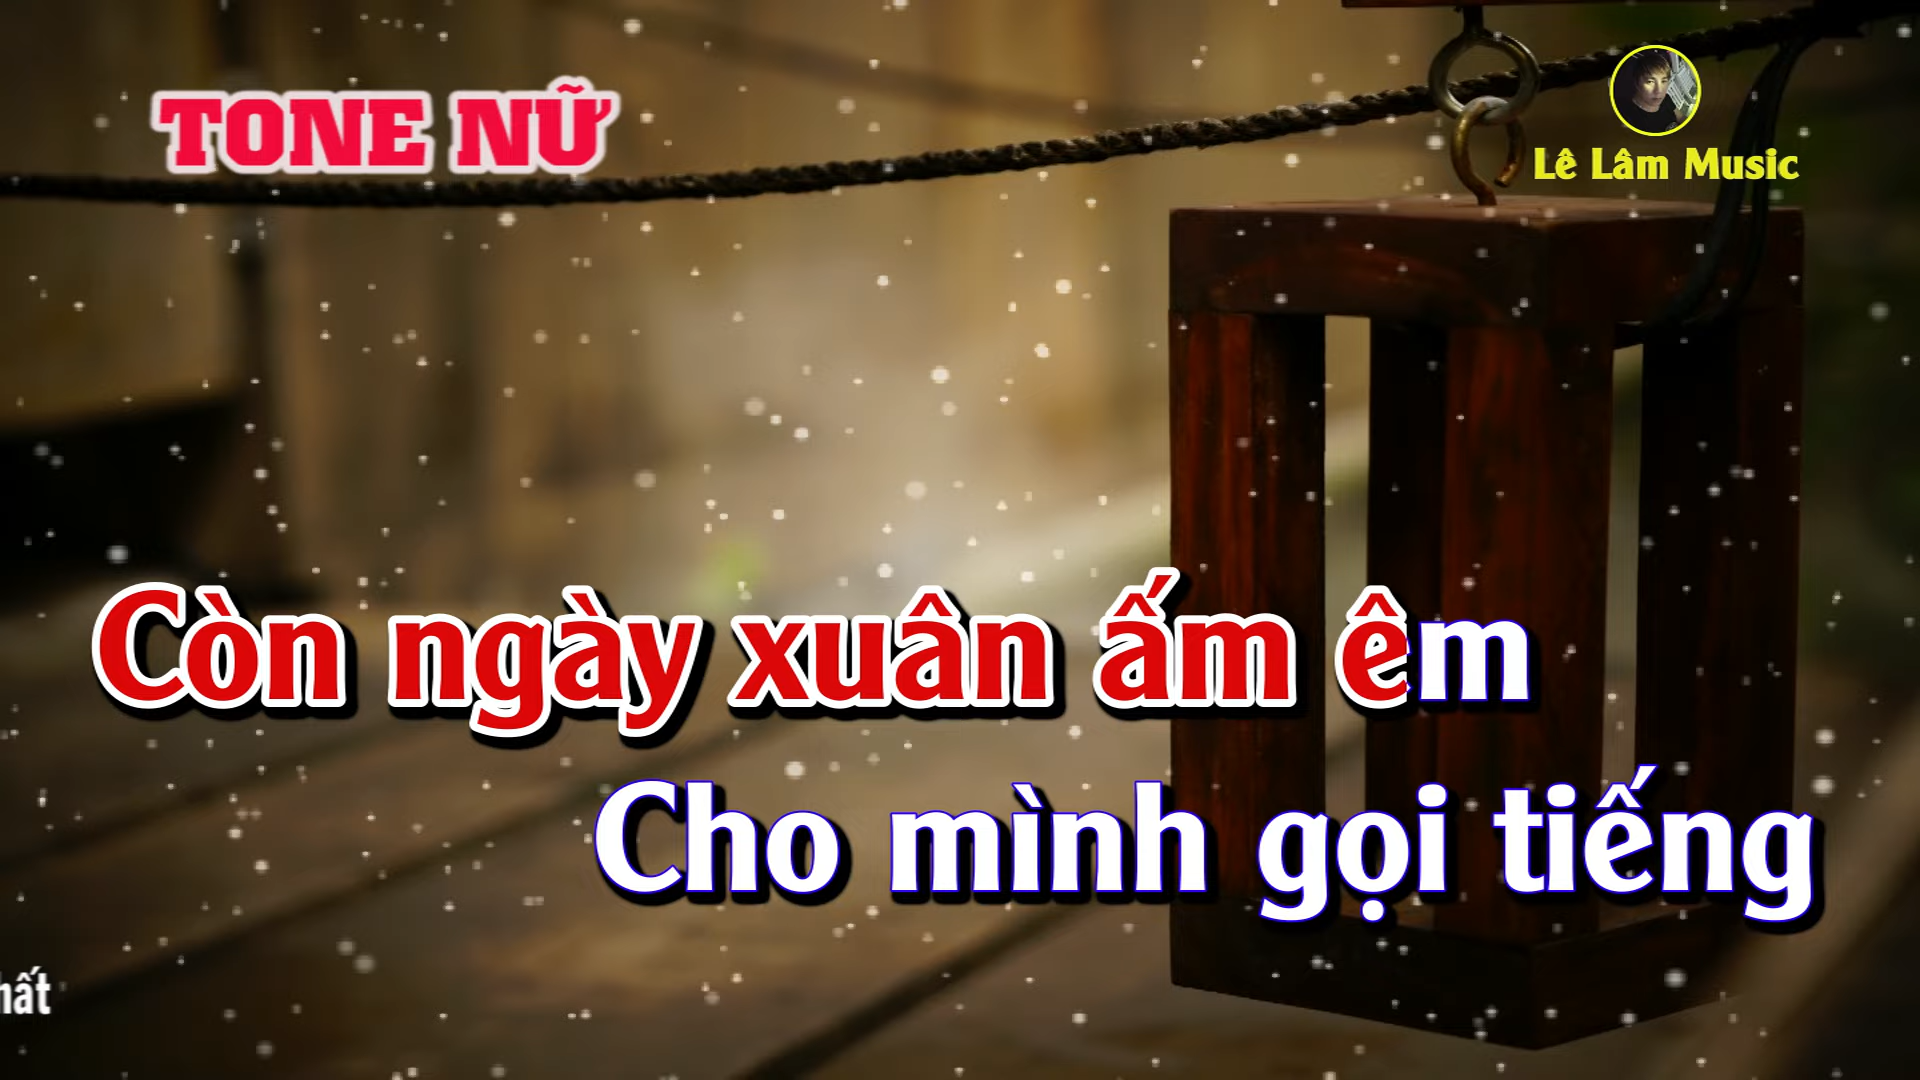 TONE NỮ
Lê Lâm Music
Còn ngày xuân ấm êm
Cho mình gọi tiếng